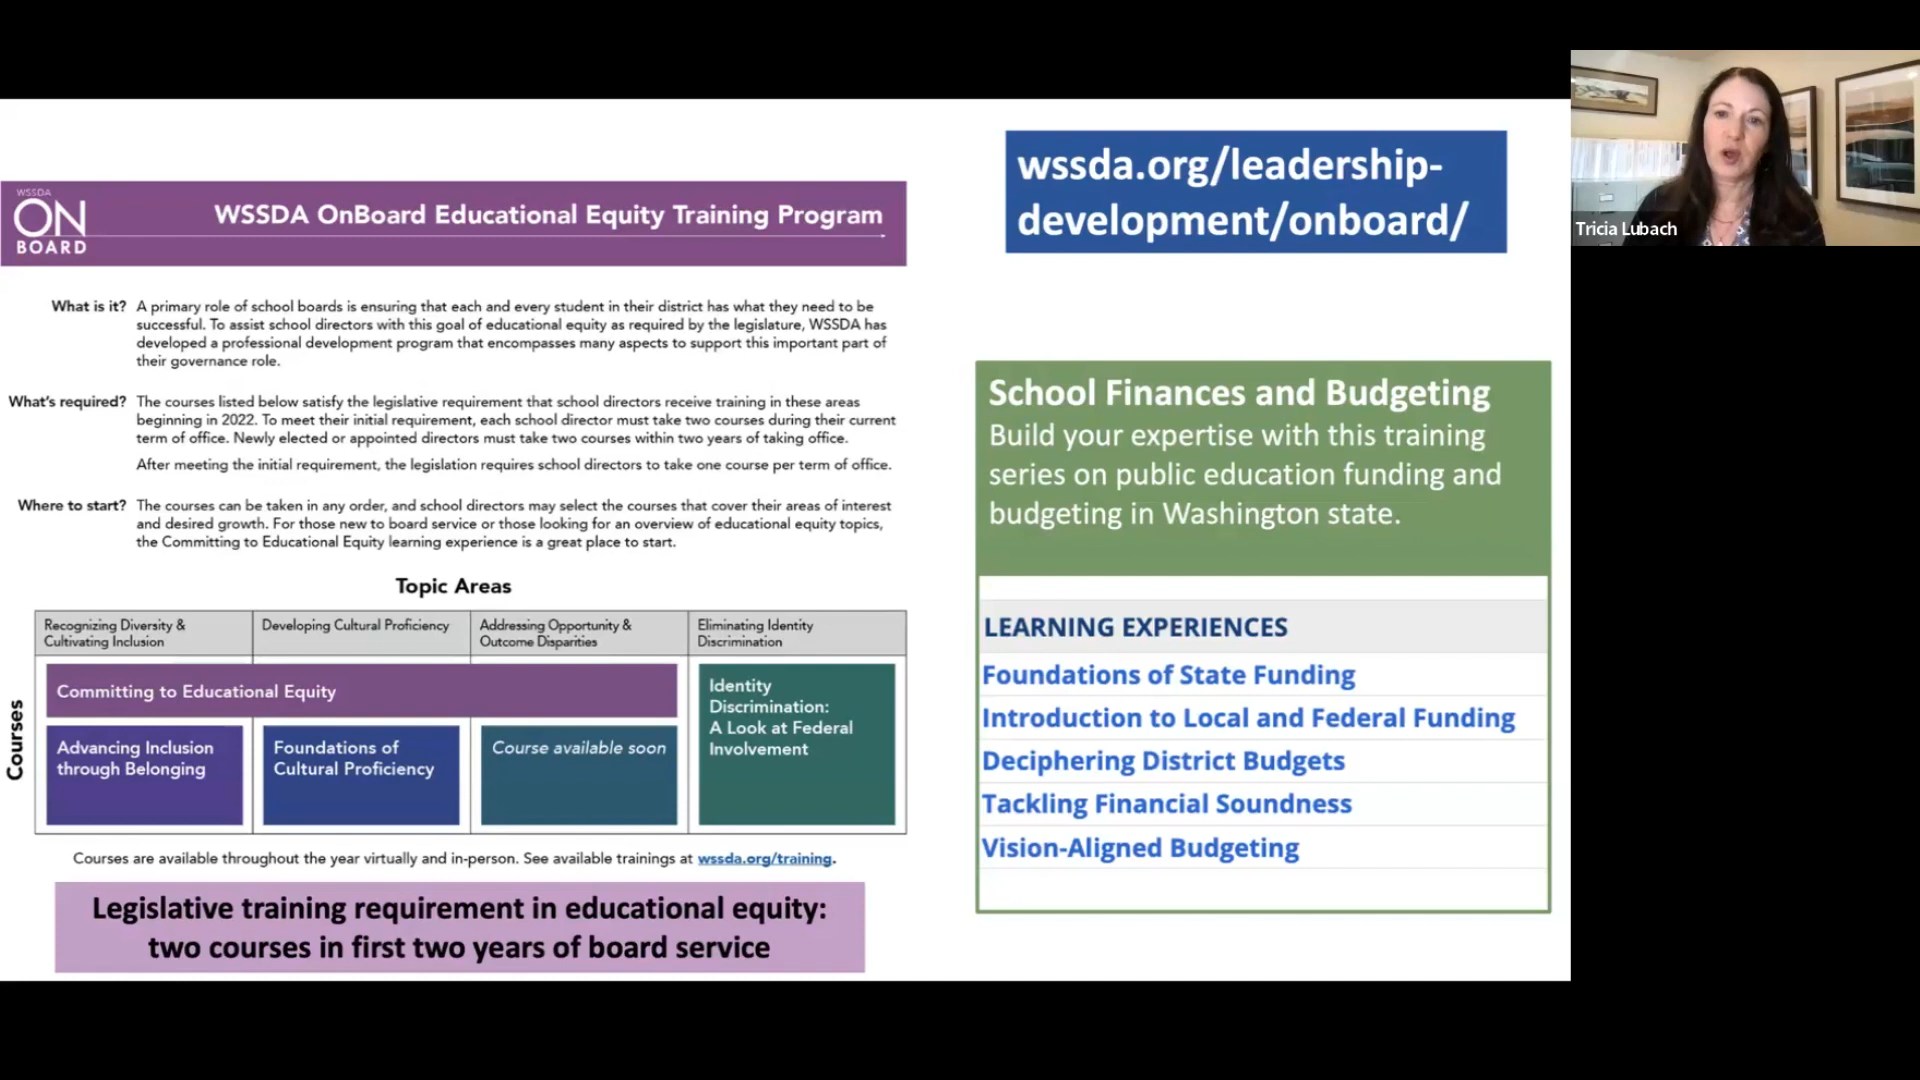 WSSDA
ON
BOARD
WSSDA OnBoard Educational Equity Training Program
What is it? A primary role of school boards is ensuring that each and every student in their district has what they need to be
successful. To assist school directors with this goal of educational equity as required by the legislature, WSSDA has
developed a professional development program that encompasses many aspects to support this important part of
their governance role.
What's required? The courses listed below satisfy the legislative requirement that school directors receive training in these areas
beginning in 2022. To meet their initial requirement, each school director must take two courses during their current
term of office. Newly elected or appointed directors must take two courses within two years of taking office.
After meeting the initial requirement, the legislation requires school directors to take one course per term of office.
Where to start? The courses can be taken in any order, and school directors may select the courses that cover their areas of interest
and desired growth. For those new to board service or those looking for an overview of educational equity topics,
the Committing to Educational Equity learning experience is a great place to start.
Topic Areas
Recognizing Diversity &
Cultivating Inclusion
Developing Cultural Proficiency
Addressing Opportunity &
Outcome Disparities
Eliminating Identity
Discrimination
Courses
Committing to Educational Equity
Identity
Discrimination:
A Look at Federal
Involvement
Advancing Inclusion
through Belonging
Foundations of
Cultural Proficiency
Course available soon
Courses are available throughout the year virtually and in-person. See available trainings at wssda.org/training.
Legislative training requirement in educational equity:
two courses in first two years of board service
wssda.org/leadership-
development/onboard/
School Finances and Budgeting
Build your expertise with this training
series on public education funding and
budgeting in Washington state.
LEARNING EXPERIENCES
Foundations of State Funding
Introduction to Local and Federal Funding
Deciphering District Budgets
Tackling Financial Soundness
Vision-Aligned Budgeting
Tricia Lubach